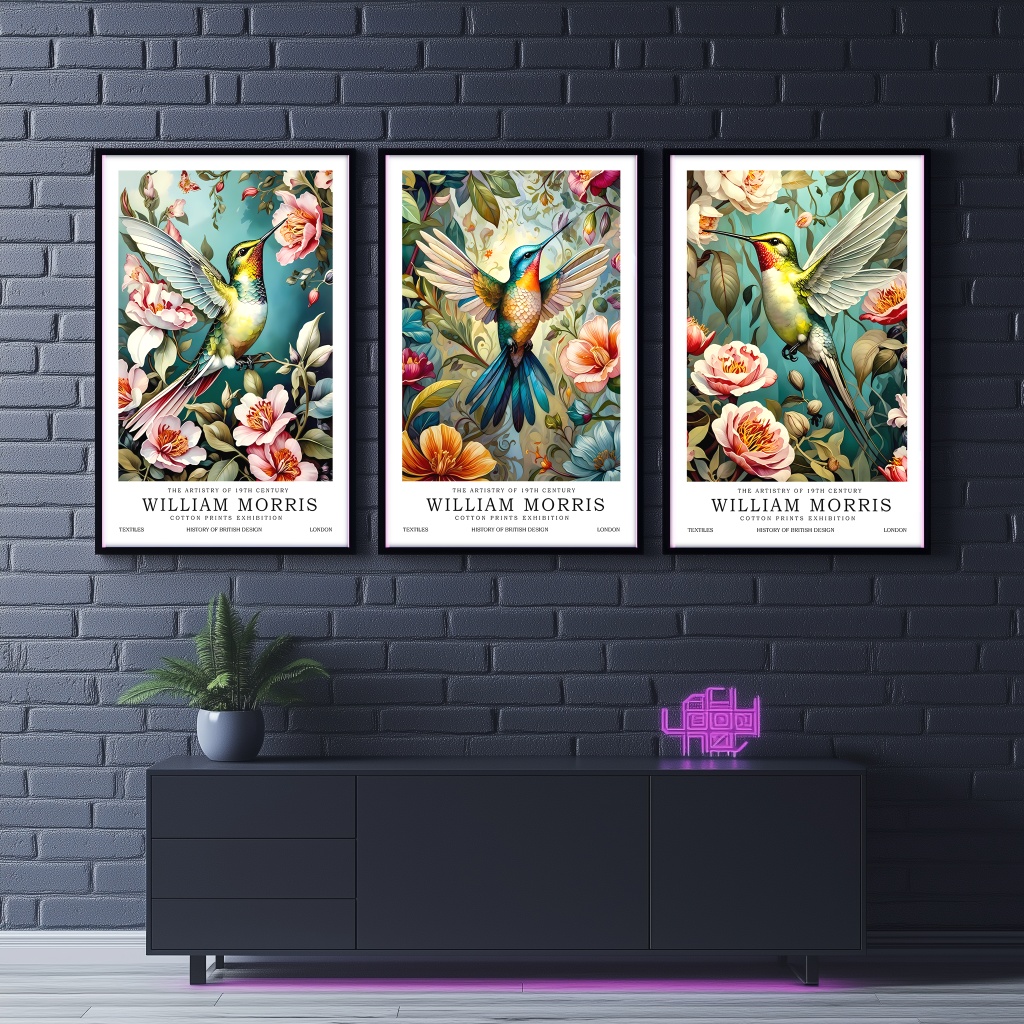 THE ARTISTRY OF 19TH CENTURY
WILLIAM MORRIS
COTTON PRINTS EXHIBITION
TEXTILES HISTORY OF BRITISH DESIGN LONDON
THE ARTISTRY OF 19TH CENTURY
WILLIAM MORRIS
COTTON PRINTS EXHIBITION
TEXTILES HISTORY OF BRITISH DESIGN LONDON
THE ARTISTRY OF 19TH CENTURY
WILLIAM MORRIS
COTTON PRINTS EXHIBITION
TEXTILES HISTORY OF BRITISH DESIGN LONDON